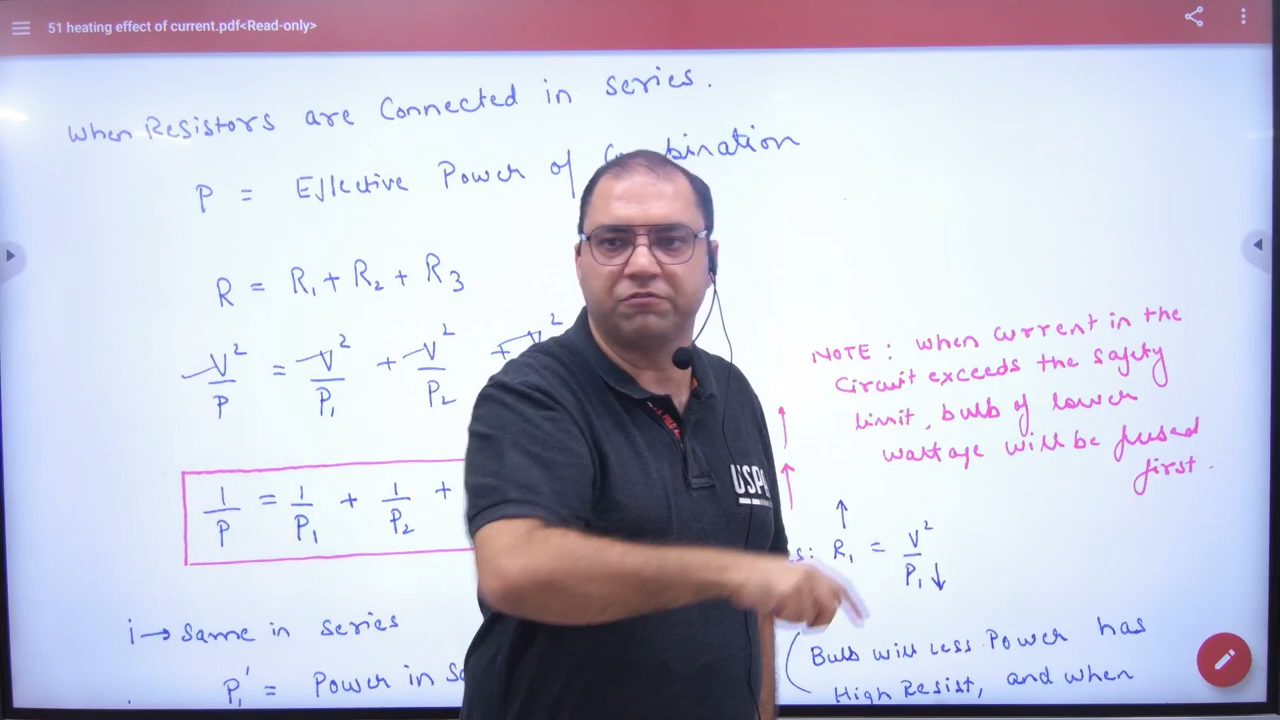 51 heating effect of current.pdf<Read-only>
When Resistors are Connected in series.
P = Effective Power of Combination
R = R₁ + R₂ + R₃
V²/P = V²/P₁ + V²/P₂ + V²
1/P = 1/P₁ + 1/P₂ +
i → Same in series
P₁' = Power in
NOTE : When current in the
Circuit exceeds the safety
limit, bulb of lower
wattage will be fused
first.
R₁ ↑ = V²/P₁ ↓
(Bulb will Less Power has
High Resist, and when
USP